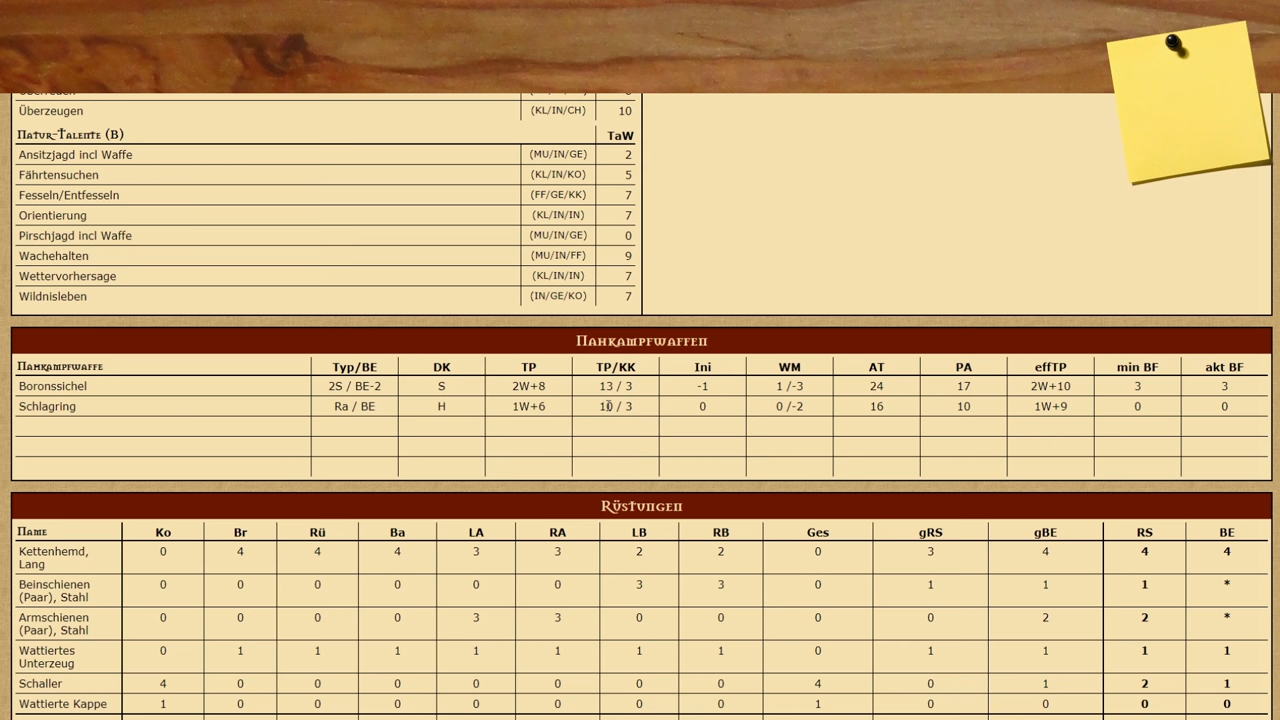 Überzeugen (KL/IN/CH) 10
Natur-Talente (B) TaW
Ansitzjagd incl Waffe (MU/IN/GE) 2
Fährtensuchen (KL/IN/KO) 5
Fesseln/Entfesseln (FF/GE/KK) 7
Orientierung (KL/IN/IN) 7
Pirschjagd incl Waffe (MU/IN/GE) 0
Wachehalten (MU/IN/FF) 9
Wettervorhersage (KL/IN/IN) 7
Wildnisleben (IN/GE/KO) 7
Nahkampfwaffen
Nahkampfwaffe Typ/BE DK TP TP/KK Ini WM AT PA effTP min BF akt BF
Boronssichel 2S / BE-2 S 2W+8 13 / 3 -1 1 /-3 24 17 2W+10 3 3
Schlagring Ra / BE H 1W+6 10 / 3 0 0 /-2 16 10 1W+9 0 0
Rüstungen
Name Ko Br Rü Ba LA RA LB RB Ges gRS gBE RS BE
Kettenhemd, 0 4 4 4 3 3 2 2 0 3 4 4 4
Lang
Beinschienen 0 0 0 0 0 0 3 3 0 1 1 1 *
(Paar), Stahl
Armschienen 0 0 0 0 3 3 0 0 0 0 2 2 *
(Paar), Stahl
Wattiertes 0 1 1 1 1 1 1 1 0 1 1 1 1
Unterzeug
Schaller 4 0 0 0 0 0 0 0 4 0 1 2 1
Wattierte Kappe 1 0 0 0 0 0 0 0 1 0 0 0 0